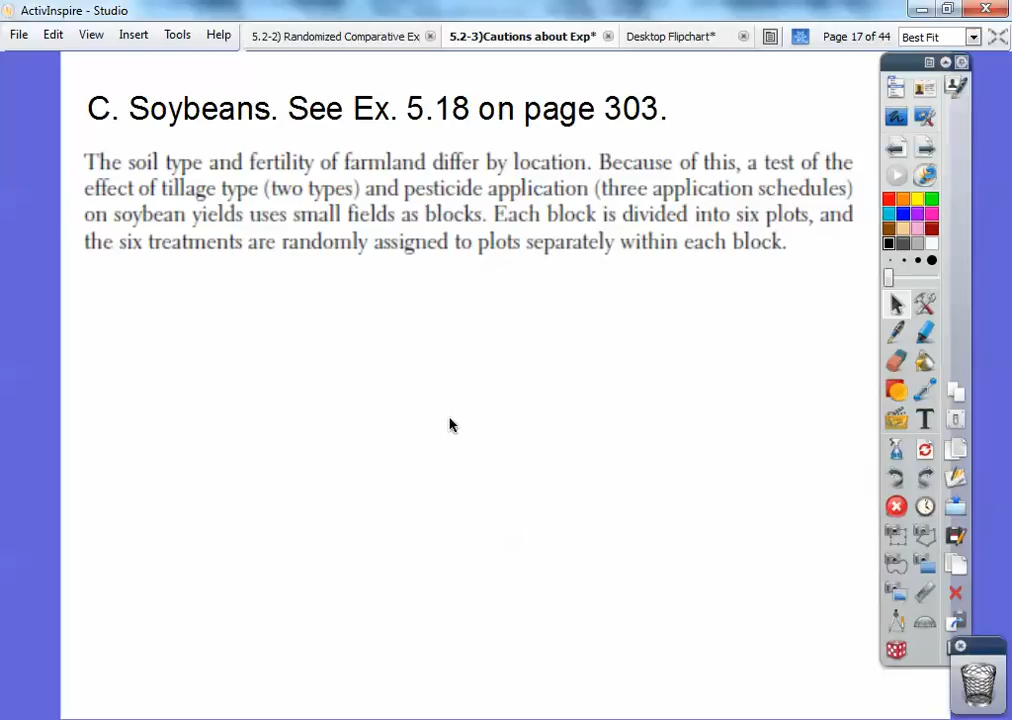 ActivInspire - Studio
File Edit View Insert Tools Help
5.2-2) Randomized Comparative Ex 5.2-3)Cautions about Exp* Desktop Flipchart* Page 17 of 44 Best Fit
C. Soybeans. See Ex. 5.18 on page 303.
The soil type and fertility of farmland differ by location. Because of this, a test of the
effect of tillage type (two types) and pesticide application (three application schedules)
on soybean yields uses small fields as blocks. Each block is divided into six plots, and
the six treatments are randomly assigned to plots separately within each block.